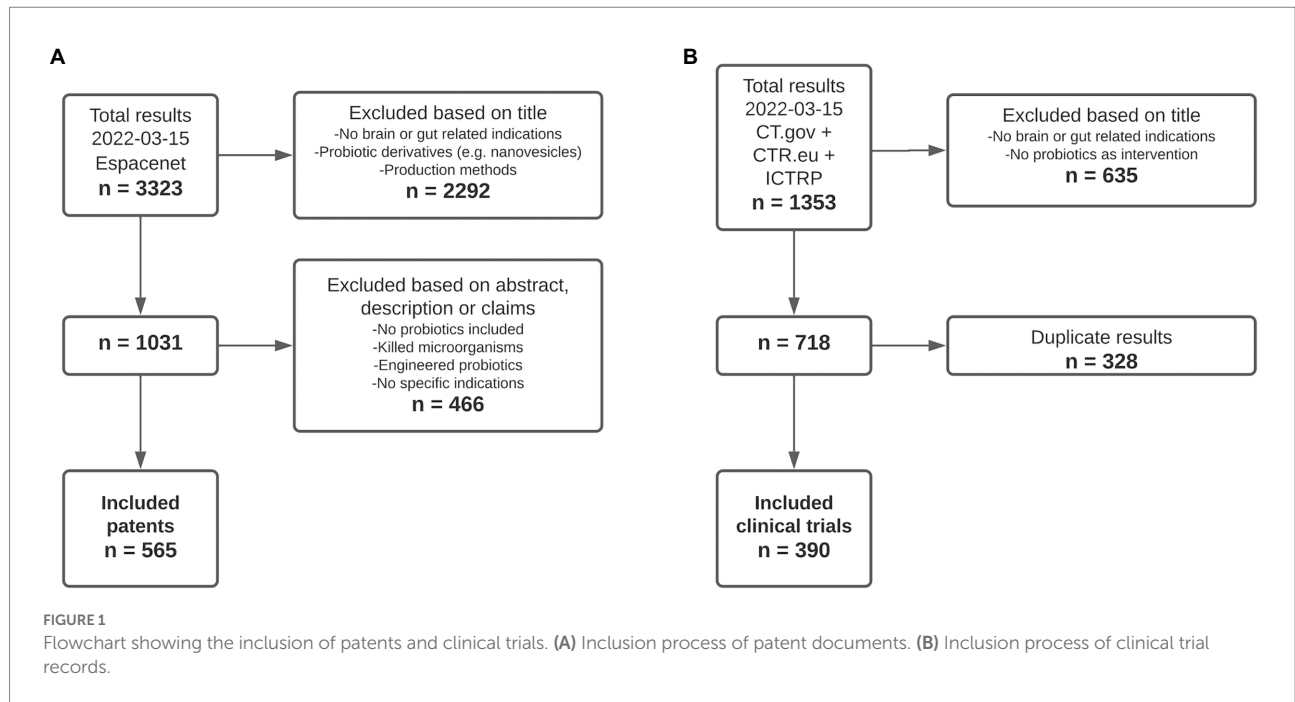 A
Total results
2022-03-15
Espacenet
n = 3323
Excluded based on title
-No brain or gut related indications
-Probiotic derivatives (e.g. nanovesicles)
-Production methods
n = 2292
n = 1031
Excluded based on abstract,
description or claims
-No probiotics included
-Killed microorganisms
-Engineered probiotics
-No specific indications
n = 466
Included
patents
n = 565
B
Total results
2022-03-15
CT.gov +
CTR.eu +
ICTRP
n = 1353
Excluded based on title
-No brain or gut related indications
-No probiotics as intervention
n = 635
n = 718
Duplicate results
n = 328
Included
clinical trials
n = 390
FIGURE 1
Flowchart showing the inclusion of patents and clinical trials. (A) Inclusion process of patent documents. (B) Inclusion process of clinical trial
records.